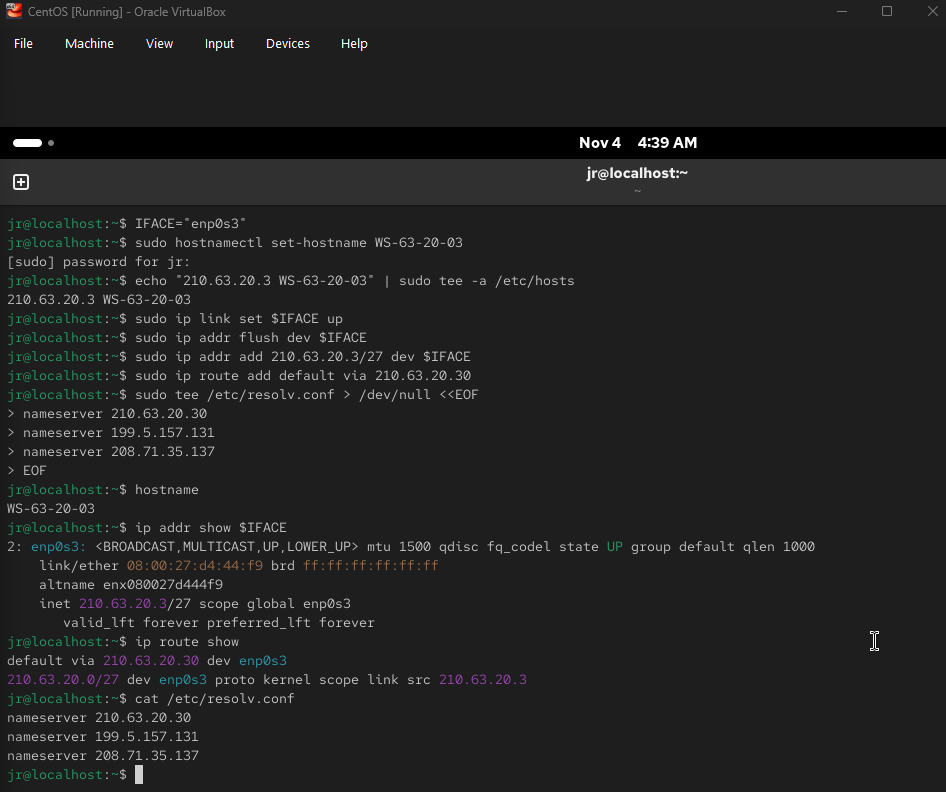 CentOS [Running] - Oracle VirtualBox
File Machine View Input Devices Help
Nov 4 4:39 AM
jr@localhost:~
~
jr@localhost:~$ IFACE="enp0s3"
jr@localhost:~$ sudo hostnamectl set-hostname WS-63-20-03
[sudo] password for jr:
jr@localhost:~$ echo "210.63.20.3 WS-63-20-03" | sudo tee -a /etc/hosts
210.63.20.3 WS-63-20-03
jr@localhost:~$ sudo ip link set $IFACE up
jr@localhost:~$ sudo ip addr flush dev $IFACE
jr@localhost:~$ sudo ip addr add 210.63.20.3/27 dev $IFACE
jr@localhost:~$ sudo ip route add default via 210.63.20.30
jr@localhost:~$ sudo tee /etc/resolv.conf > /dev/null <<EOF
> nameserver 210.63.20.30
> nameserver 199.5.157.131
> nameserver 208.71.35.137
> EOF
jr@localhost:~$ hostname
WS-63-20-03
jr@localhost:~$ ip addr show $IFACE
2: enp0s3: <BROADCAST,MULTICAST,UP,LOWER_UP> mtu 1500 qdisc fq_codel state UP group default qlen 1000
    link/ether 08:00:27:d4:44:f9 brd ff:ff:ff:ff:ff:ff
    altname enx080027d444f9
    inet 210.63.20.3/27 scope global enp0s3
       valid_lft forever preferred_lft forever
jr@localhost:~$ ip route show
default via 210.63.20.30 dev enp0s3
210.63.20.0/27 dev enp0s3 proto kernel scope link src 210.63.20.3
jr@localhost:~$ cat /etc/resolv.conf
nameserver 210.63.20.30
nameserver 199.5.157.131
nameserver 208.71.35.137
jr@localhost:~$